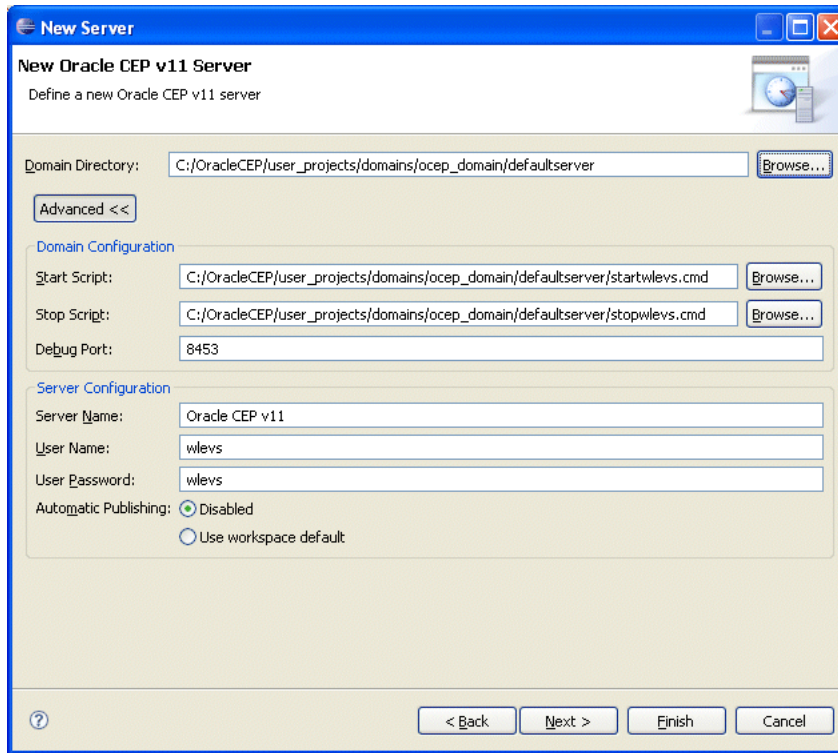 New Server
New Oracle CEP v11 Server
Define a new Oracle CEP v11 server
Domain Directory: C:/OracleCEP/user_projects/domains/ocep_domain/defaultserver Browse...
Advanced <<
Domain Configuration
Start Script: C:/OracleCEP/user_projects/domains/ocep_domain/defaultserver/startwlevs.cmd Browse...
Stop Script: C:/OracleCEP/user_projects/domains/ocep_domain/defaultserver/stopwlevs.cmd Browse...
Debug Port: 8453
Server Configuration
Server Name: Oracle CEP v11
User Name: wlevs
User Password: wlevs
Automatic Publishing: Disabled
Use workspace default
? < Back Next > Finish Cancel